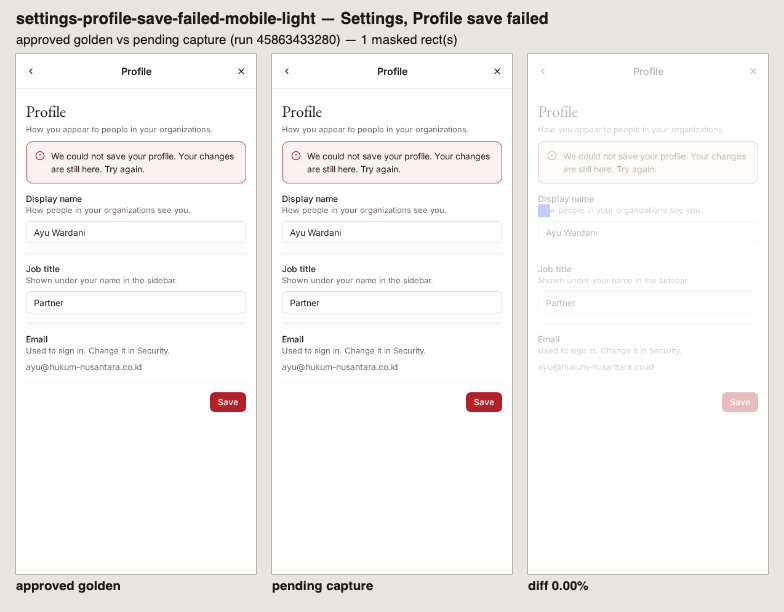 settings-profile-save-failed-mobile-light — Settings, Profile save failed
approved golden vs pending capture (run 45863433280) — 1 masked rect(s)
Profile
Profile
How you appear to people in your organizations.
We could not save your profile. Your changes
are still here. Try again.
Display name
How people in your organizations see you.
Ayu Wardani
Job title
Shown under your name in the sidebar.
Partner
Email
Used to sign in. Change it in Security.
ayu@hukum-nusantara.co.id
Save
approved golden
Profile
Profile
How you appear to people in your organizations.
We could not save your profile. Your changes
are still here. Try again.
Display name
How people in your organizations see you.
Ayu Wardani
Job title
Shown under your name in the sidebar.
Partner
Email
Used to sign in. Change it in Security.
ayu@hukum-nusantara.co.id
Save
pending capture
Profile
Profile
How you appear to people in your organizations.
We could not save your profile. Your changes
are still here. Try again.
Display name
people in your organizations see you.
Ayu Wardani
Job title
Shown under your name in the sidebar.
Partner
Email
Used to sign in. Change it in Security.
ayu@hukum-nusantara.co.id
Save
diff 0.00%